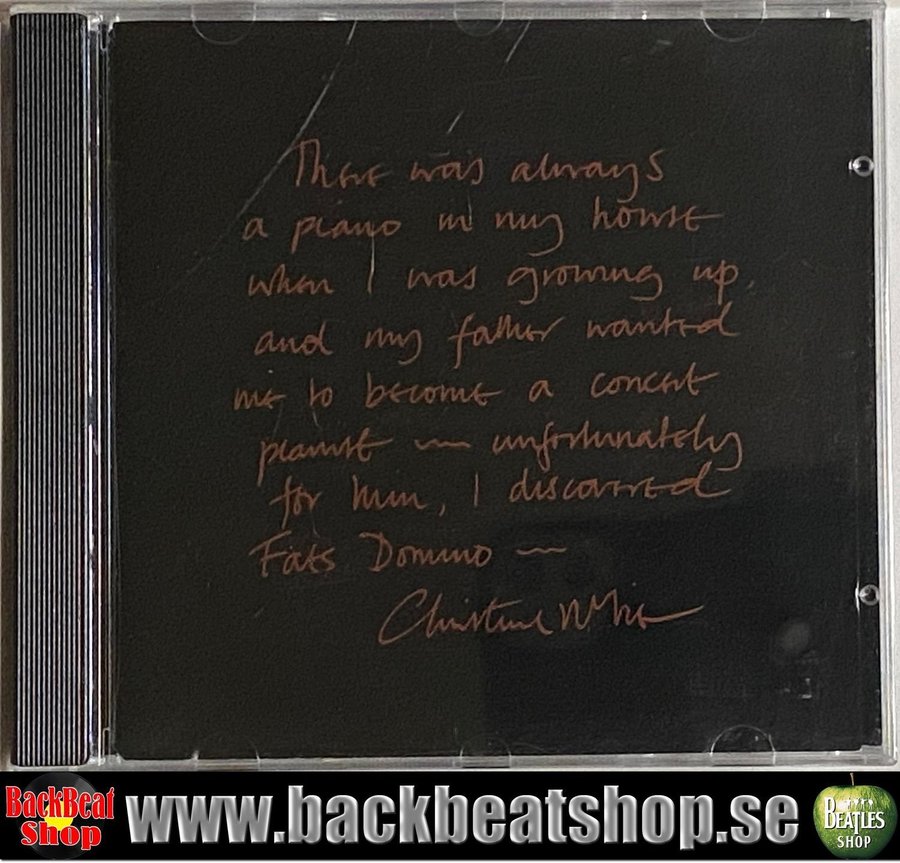 There was always
a piano in my house
when I was growing up,
and my father wanted
me to become a concert
pianist — unfortunately
for him, I discovered
Fats Domino —
Christine McVie
BackBeat
Shop
www.backbeatshop.se
BEATLES
SHOP